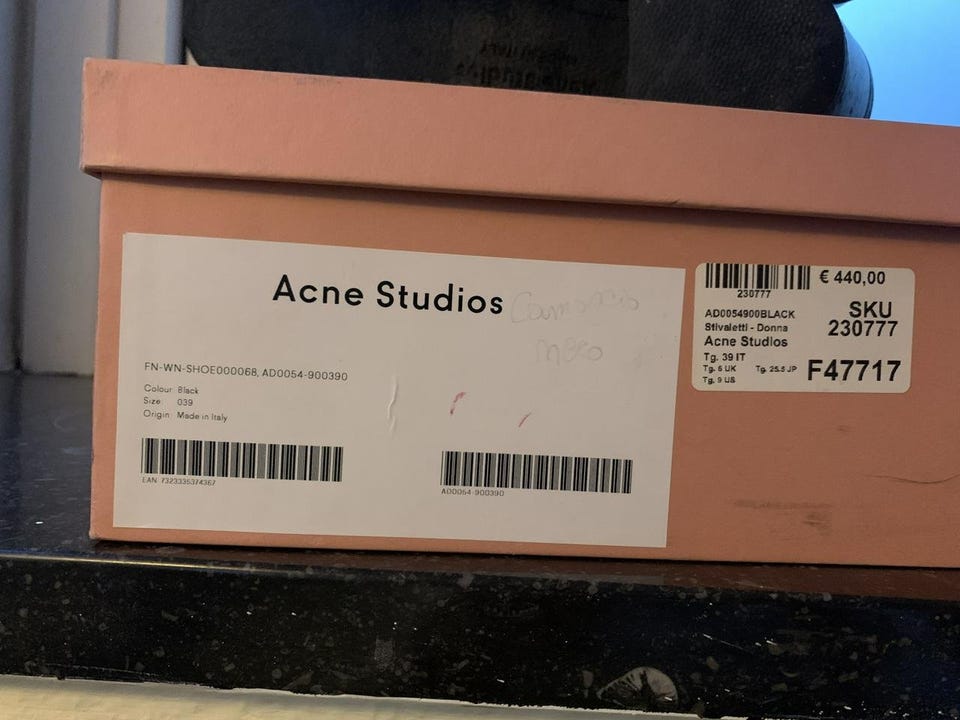 Acne Studios
FN-WN-SHOE000068, AD0054-900390
Colour: Black
Size: 039
Origin: Made in Italy
EAN 7323335374367
AD0054-900390
€ 440,00
230777
AD0054900BLACK
SKU
Stivaletti - Donna
230777
Acne Studios
Tg. 39 IT
Tg. 6 UK
Tg. 25.5 JP
F47717
Tg. 9 US